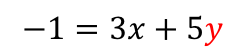 −1 = 3x + 5y